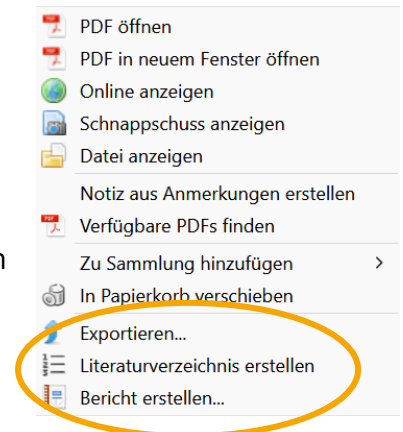 PDF öffnen
PDF in neuem Fenster öffnen
Online anzeigen
Schnappschuss anzeigen
Datei anzeigen
Notiz aus Anmerkungen erstellen
Verfügbare PDFs finden
n
Zu Sammlung hinzufügen >
In Papierkorb verschieben
Exportieren...
Literaturverzeichnis erstellen
Bericht erstellen...